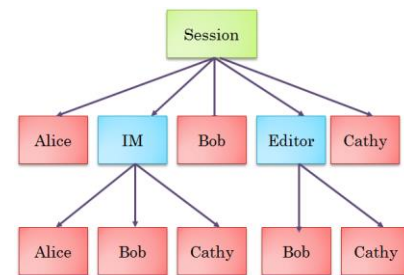 Session
Alice
IM
Bob
Editor
Cathy
Alice
Bob
Cathy
Bob
Cathy